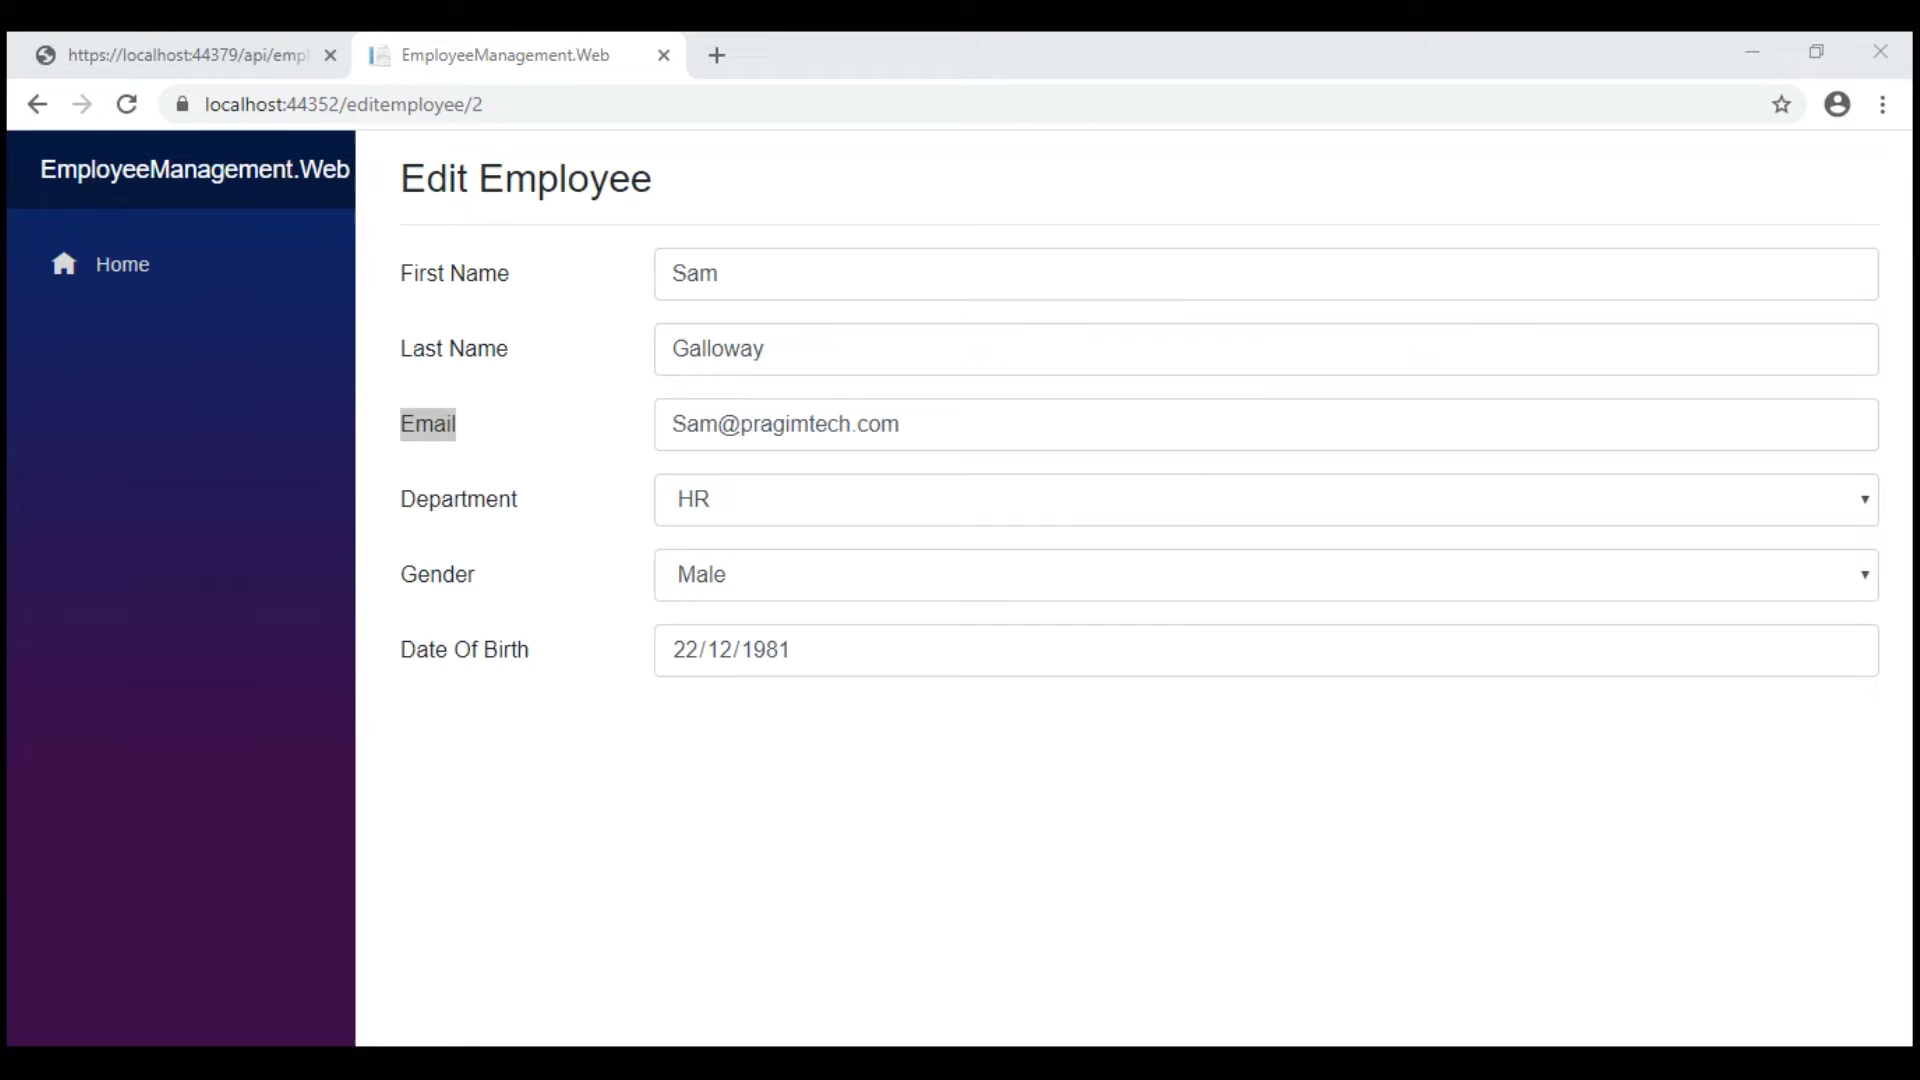 https://localhost:44379/api/empl
EmployeeManagement.Web
localhost:44352/editemployee/2
EmployeeManagement.Web
Home
Edit Employee
First Name Sam
Last Name Galloway
Email Sam@pragimtech.com
Department HR
Gender Male
Date Of Birth 22/12/1981